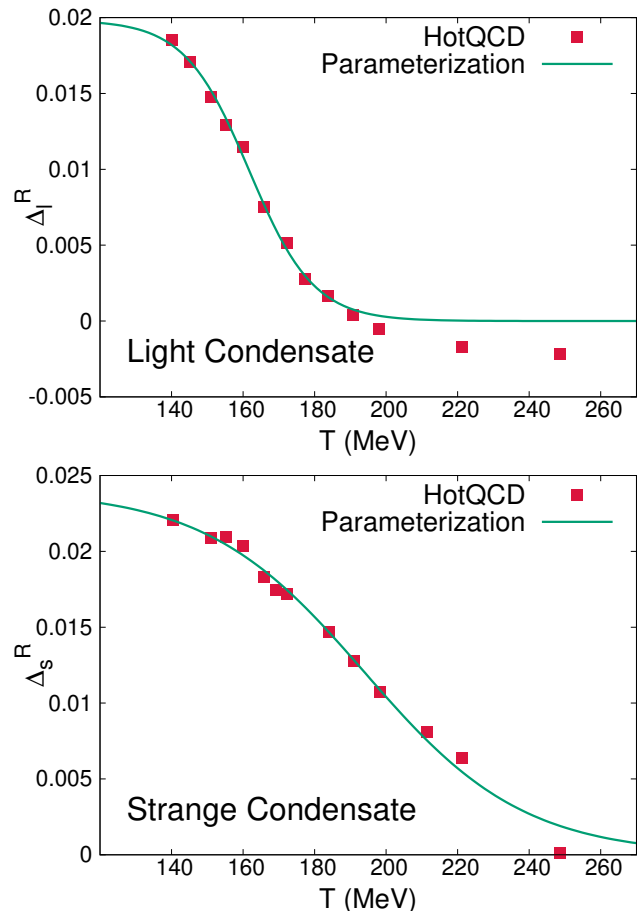 0.02
0.015
0.01
0.005
0
-0.005
Δ_l^R
HotQCD
Parameterization
Light Condensate
140 160 180 200 220 240 260
T (MeV)
0.025
0.02
0.015
0.01
0.005
0
Δ_s^R
HotQCD
Parameterization
Strange Condensate
140 160 180 200 220 240 260
T (MeV)